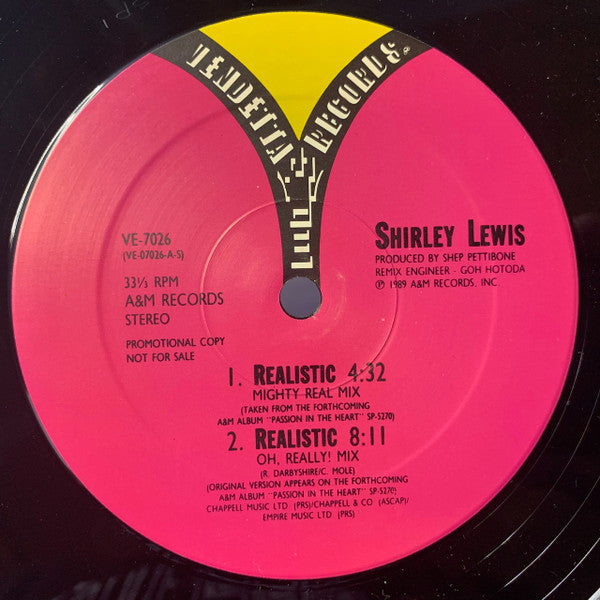 VENDETTA RECORDS®
VE-7026
(VE-07026-A-S)
33⅓ RPM
A&M RECORDS
STEREO
PROMOTIONAL COPY
NOT FOR SALE
SHIRLEY LEWIS
PRODUCED BY SHEP PETTIBONE
REMIX ENGINEER - GOH HOTODA
℗ 1989 A&M RECORDS, INC.
1. REALISTIC 4:32
MIGHTY REAL MIX
(TAKEN FROM THE FORTHCOMING
A&M ALBUM "PASSION IN THE HEART" SP-5270)
2. REALISTIC 8:11
OH, REALLY! MIX
(R. DARBYSHIRE/C. MOLE)
(ORIGINAL VERSION APPEARS ON THE FORTHCOMING
A&M ALBUM "PASSION IN THE HEART" SP-5270)
CHAPPELL MUSIC LTD. (PRS)/CHAPPELL & CO. (ASCAP)/
EMPIRE MUSIC LTD. (PRS)